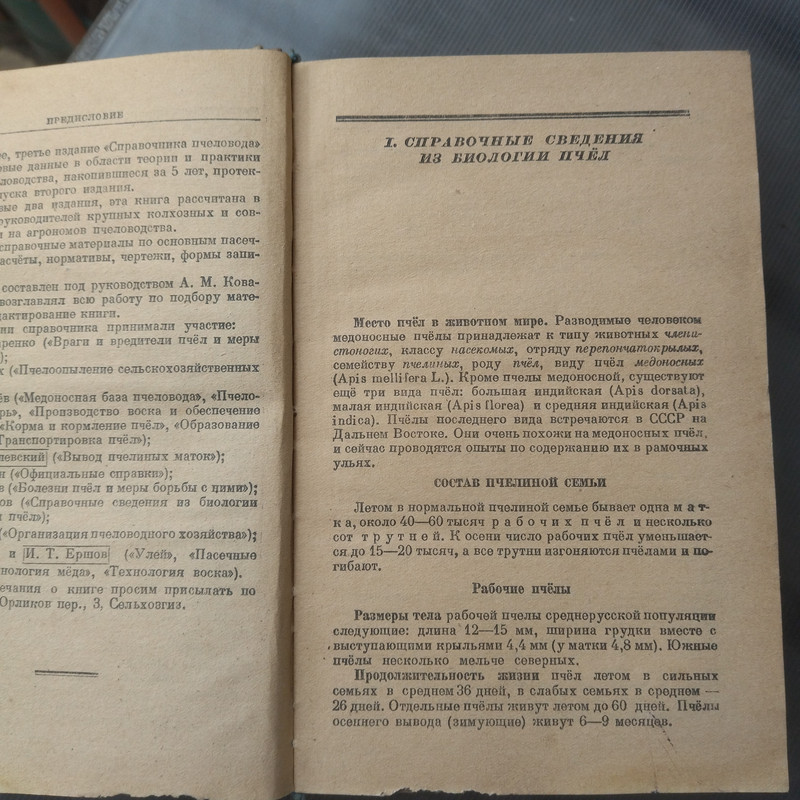 ПРЕДИСЛОВИЕ
третье издание «Справочника пчеловода»
данные в области теории и практики
накопившиеся за 5 лет, протек-
второго издания.
два издания, эта книга рассчитана в
руководителей крупных колхозных и сов-
и на агрономов пчеловодства.
справочные материалы по основным пасеч-
нормативы, чертежи, формы запи-
составлен под руководством А. М. Кова-
возглавлял всю работу по подбору мате-
книги.
справочника принимали участие:
(«Враги и вредители пчёл и меры
);
(«Пчелоопыление сельскохозяйственных
(«Медоносная база пчеловода», «Пчело-
«Производство воска и обеспечение
«Корма и кормление пчёл», «Образование
Транспортировка пчёл»);
(«Вывод пчелиных маток»);
(«Официальные справки»);
(«Болезни пчёл и меры борьбы с ними»);
(«Справочные сведения из биологии
пчёл»);
(«Организация пчеловодного хозяйства»);
и И. Т. Ершов («Улей», «Пасечные
мёда», «Технология воска»).
о книге просим присылать по
Орликов пер., 3, Сельхозгиз.
I. СПРАВОЧНЫЕ СВЕДЕНИЯ
ИЗ БИОЛОГИИ ПЧЁЛ
Место пчёл в животном мире. Разводимые человеком
медоносные пчёлы принадлежат к типу животных члени-
стоногих, классу насекомых, отряду перепончатокрылых,
семейству пчелиных, роду пчёл, виду пчёл медоносных
(Apis mellifera L.). Кроме пчелы медоносной, существуют
ещё три вида пчёл: большая индийская (Apis dorsata),
малая индийская (Apis florea) и средняя индийская (Apis
indica). Пчёлы последнего вида встречаются в СССР на
Дальнем Востоке. Они очень похожи на медоносных пчёл,
и сейчас проводятся опыты по содержанию их в рамочных
ульях.
СОСТАВ ПЧЕЛИНОЙ СЕМЬИ
Летом в нормальной пчелиной семье бывает одна мат-
ка, около 40—60 тысяч рабочих пчёл и несколько
сот трутней. К осени число рабочих пчёл уменьшает-
ся до 15—20 тысяч, а все трутни изгоняются пчёлами и по-
гибают.
Рабочие пчёлы
Размеры тела рабочей пчелы среднерусской популяции
следующие: длина 12—15 мм, ширина грудки вместе с
выступающими крыльями 4,4 мм (у матки 4,8 мм). Южные
пчёлы несколько мельче северных.
Продолжительность жизни пчёл летом в сильных
семьях в среднем 36 дней, в слабых семьях в среднем —
26 дней. Отдельные пчёлы живут летом до 60 дней. Пчёлы
осеннего вывода (зимующие) живут 6—9 месяцев.